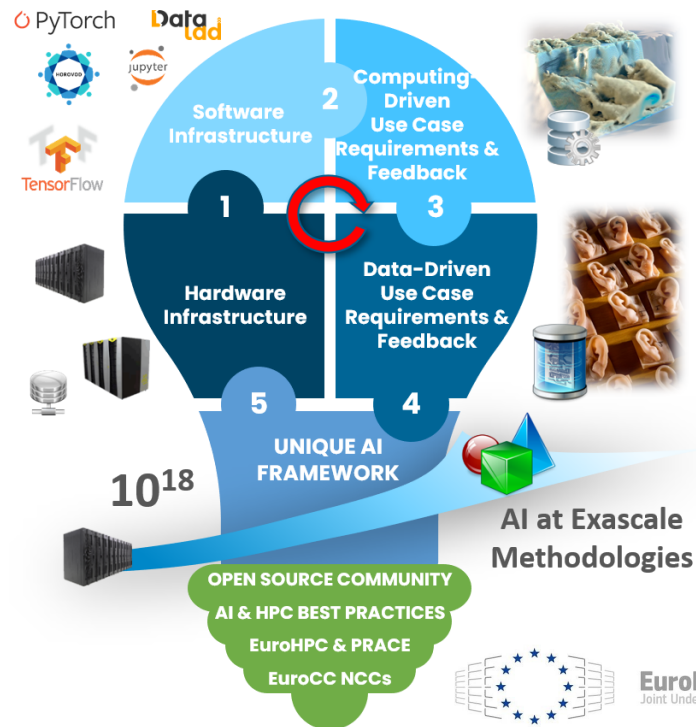 PyTorch
Data
lad
HOROVOD
jupyter
TensorFlow
Software
Infrastructure
2
Computing-
Driven
Use Case
Requirements &
Feedback
1
3
Hardware
Infrastructure
Data-Driven
Use Case
Requirements &
Feedback
5
4
UNIQUE AI
FRAMEWORK
10¹⁸
AI at Exascale
Methodologies
OPEN SOURCE COMMUNITY
AI & HPC BEST PRACTICES
EuroHPC & PRACE
EuroCC NCCs
Euro
Joint Unde